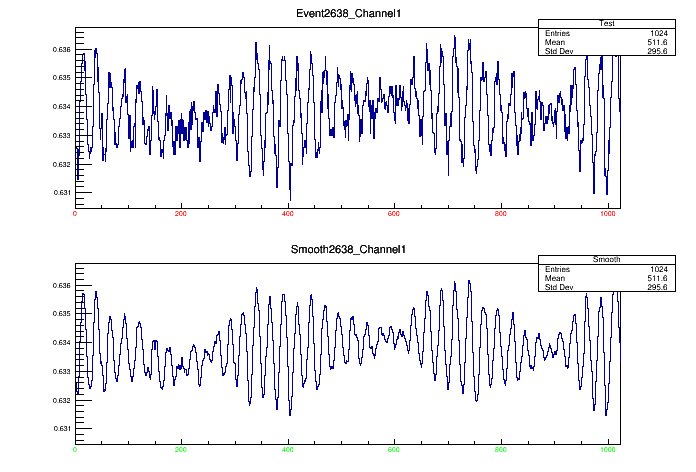 Event2638_Channel1
Test
Entries 1024
Mean 511.6
Std Dev 295.6
0.636
0.635
0.634
0.633
0.632
0.631
0 200 400 600 800 1000
Smooth2638_Channel1
Smooth
Entries 1024
Mean 511.6
Std Dev 295.6
0.636
0.635
0.634
0.633
0.632
0.631
0 200 400 600 800 1000